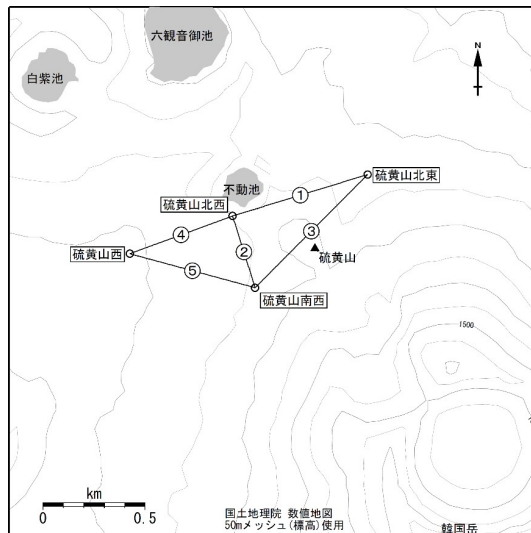 六観音御池
白紫池
N
不動池
硫黄山北東
①
硫黄山北西
③
④
②
硫黄山西
硫黄山
⑤
硫黄山南西
1500
km
0 0.5
国土地理院 数値地図
50mメッシュ(標高)使用
韓国岳